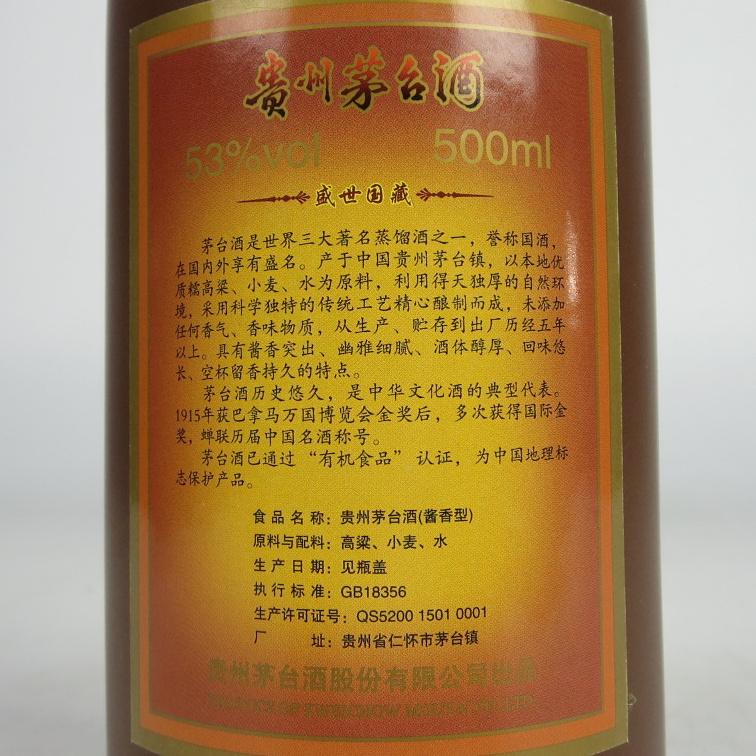 贵州茅台酒
53%vol 500ml
盛世国藏
茅台酒是世界三大著名蒸馏酒之一，誉称国酒，
在国内外享有盛名。产于中国贵州茅台镇，以本地优
质糯高粱、小麦、水为原料，利用得天独厚的自然环
境，采用科学独特的传统工艺精心酿制而成，未添加
任何香气、香味物质，从生产、贮存到出厂历经五年
以上。具有酱香突出、幽雅细腻、酒体醇厚、回味悠
长、空杯留香持久的特点。
茅台酒历史悠久，是中华文化酒的典型代表。
1915年获巴拿马万国博览会金奖后，多次获得国际金
奖，蝉联历届中国名酒称号。
茅台酒已通过“有机食品”认证，为中国地理标
志保护产品。
食品名称：贵州茅台酒(酱香型)
原料与配料：高粱、小麦、水
生产日期：见瓶盖
执行标准：GB18356
生产许可证号：QS5200 1501 0001
厂址：贵州省仁怀市茅台镇
贵州茅台酒股份有限公司出品
PRODUCE OF KWEICHOW MOUTAI CO.,LTD.